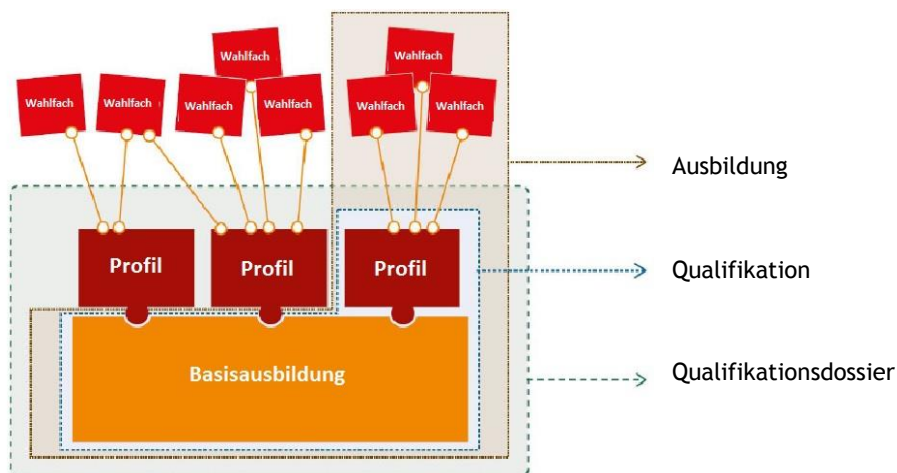 Wahlfach
Wahlfach
Wahlfach
Wahlfach
Wahlfach
Wahlfach
Wahlfach
Wahlfach
Wahlfach
Ausbildung
Profil
Profil
Profil
Qualifikation
Basisausbildung
Qualifikationsdossier